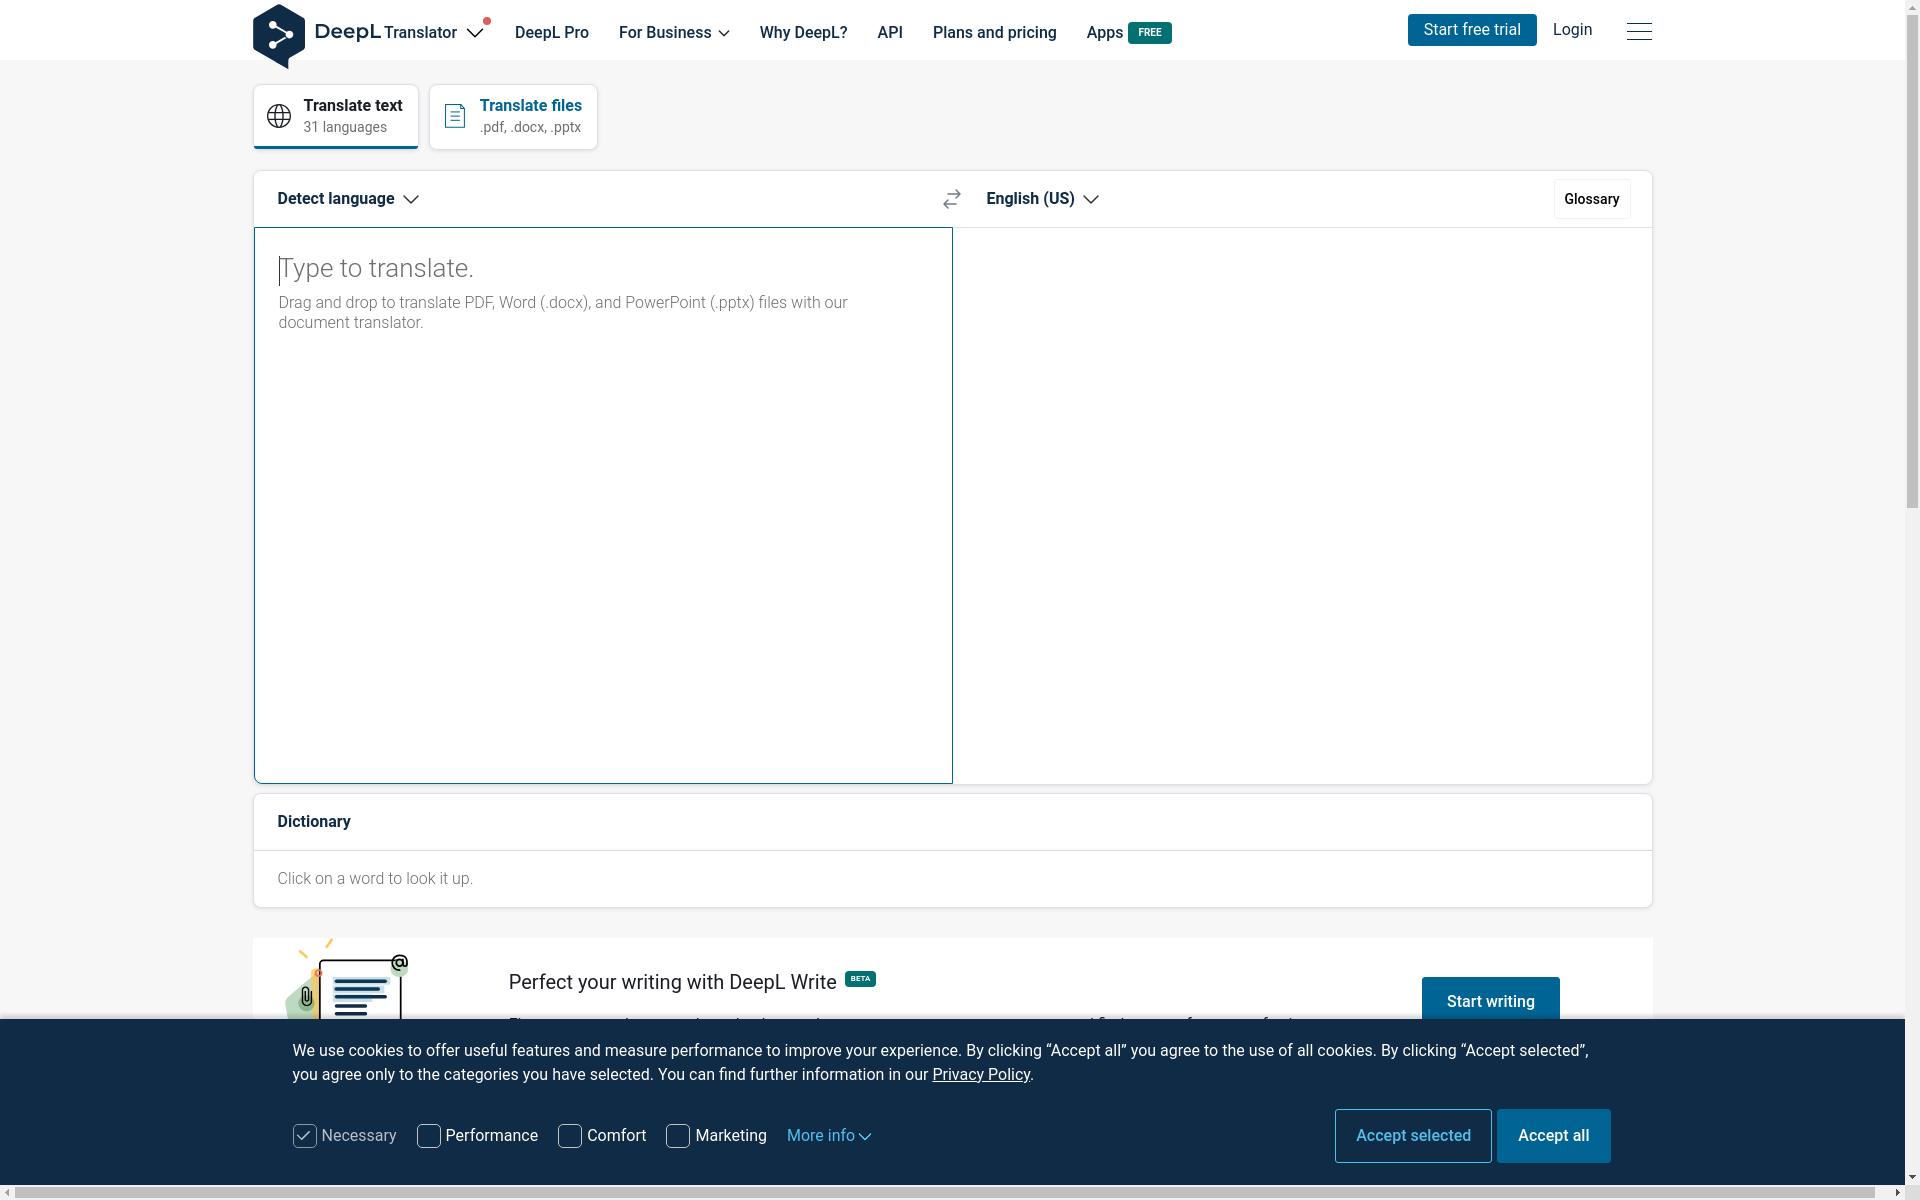 DeepL Translator
DeepL Pro
For Business
Why DeepL?
API
Plans and pricing
Apps FREE
Start free trial
Login
Translate text
31 languages
Translate files
.pdf, .docx, .pptx
Detect language
English (US)
Glossary
Type to translate.
Drag and drop to translate PDF, Word (.docx), and PowerPoint (.pptx) files with our
document translator.
Dictionary
Click on a word to look it up.
@
Perfect your writing with DeepL Write BETA
Start writing
We use cookies to offer useful features and measure performance to improve your experience. By clicking “Accept all” you agree to the use of all cookies. By clicking “Accept selected”,
you agree only to the categories you have selected. You can find further information in our Privacy Policy.
Necessary
Performance
Comfort
Marketing
More info
Accept selected
Accept all